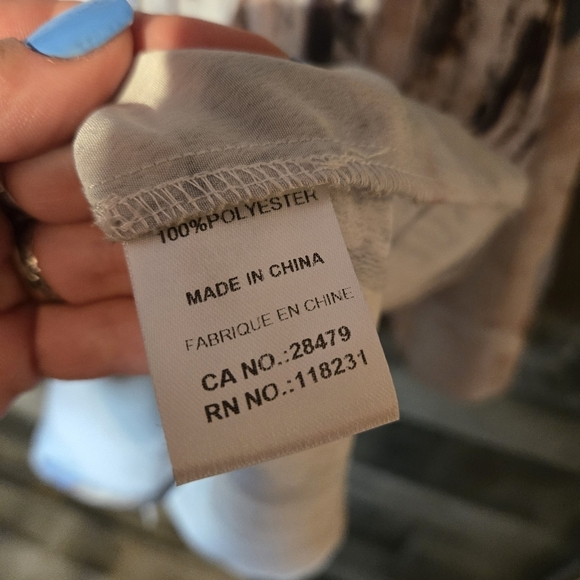 100%POLYESTER
MADE IN CHINA
FABRIQUE EN CHINE
CA NO.:28479
RN NO.:118231